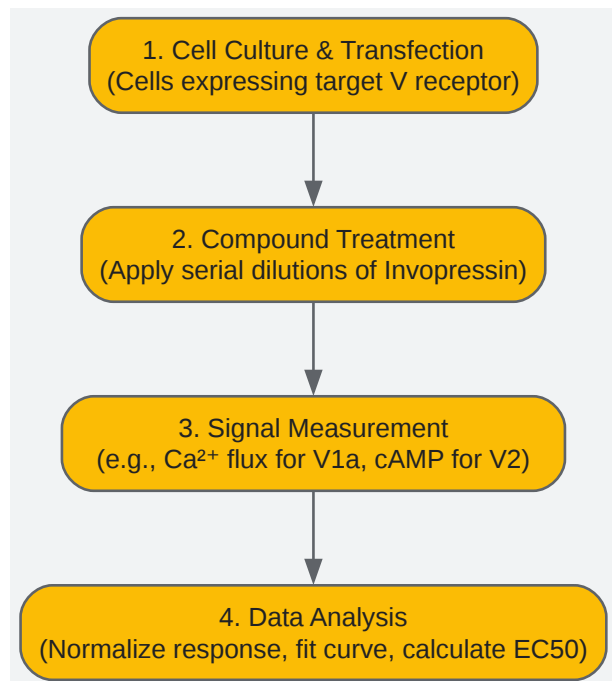 1. Cell Culture & Transfection
(Cells expressing target V receptor)
2. Compound Treatment
(Apply serial dilutions of Invopressin)
3. Signal Measurement
(e.g., Ca²⁺ flux for V1a, cAMP for V2)
4. Data Analysis
(Normalize response, fit curve, calculate EC50)